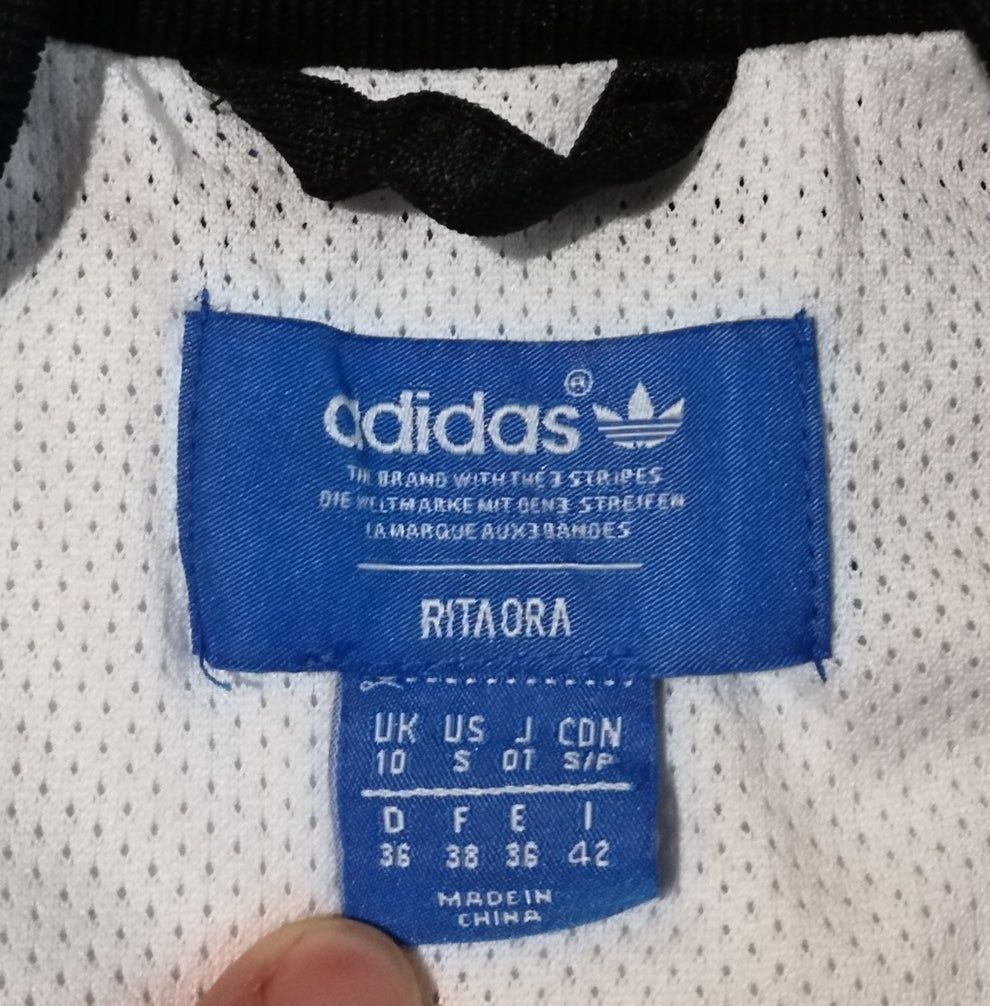 adidas®
THE BRAND WITH THE 3 STRIPES
DIE WELTMARKE MIT DEN 3 STREIFEN
LA MARQUE AUX 3 BANDES
RITA ORA
UK US J CDN
10 S OT S/P
D F E I
36 38 36 42
MADE IN
CHINA